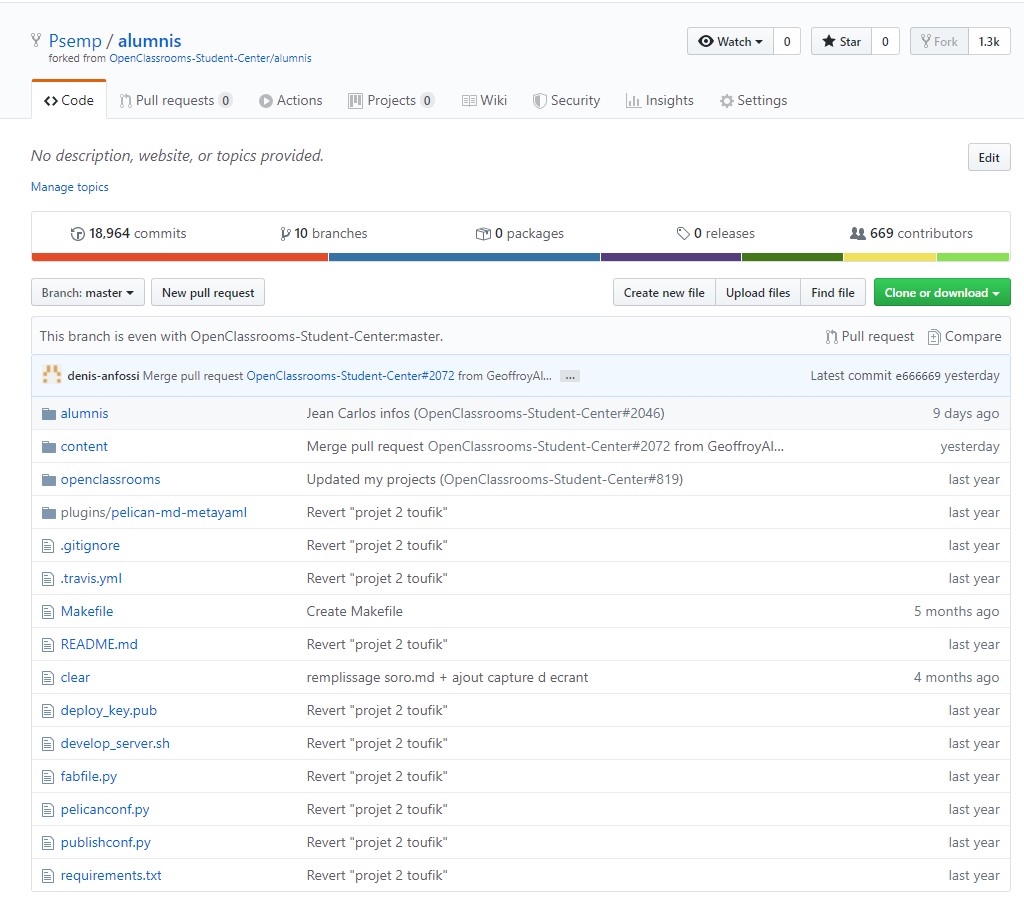 Psemp / alumnis
forked from OpenClassrooms-Student-Center/alumnis
Watch 0 Star 0 Fork 1.3k
Code Pull requests 0 Actions Projects 0 Wiki Security Insights Settings
No description, website, or topics provided.
Edit
Manage topics
18,964 commits 10 branches 0 packages 0 releases 669 contributors
Branch: master New pull request Create new file Upload files Find file Clone or download
This branch is even with OpenClassrooms-Student-Center:master. Pull request Compare
denis-anfossi Merge pull request OpenClassrooms-Student-Center#2072 from GeoffroyAl... ... Latest commit e666669 yesterday
alumnis Jean Carlos infos (OpenClassrooms-Student-Center#2046) 9 days ago
content Merge pull request OpenClassrooms-Student-Center#2072 from GeoffroyAl... yesterday
openclassrooms Updated my projects (OpenClassrooms-Student-Center#819) last year
plugins/pelican-md-metayaml Revert "projet 2 toufik" last year
.gitignore Revert "projet 2 toufik" last year
.travis.yml Revert "projet 2 toufik" last year
Makefile Create Makefile 5 months ago
README.md Revert "projet 2 toufik" last year
clear remplissage soro.md + ajout capture d ecrant 4 months ago
deploy_key.pub Revert "projet 2 toufik" last year
develop_server.sh Revert "projet 2 toufik" last year
fabfile.py Revert "projet 2 toufik" last year
pelicanconf.py Revert "projet 2 toufik" last year
publishconf.py Revert "projet 2 toufik" last year
requirements.txt Revert "projet 2 toufik" last year